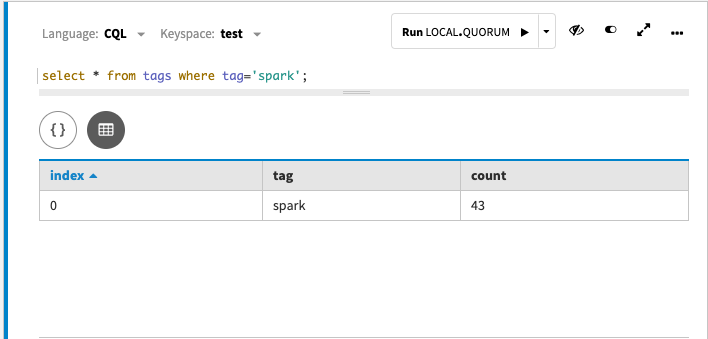 Language: CQL Keyspace: test Run LOCAL.QUORUM
select * from tags where tag='spark';
{}
index tag count
0 spark 43